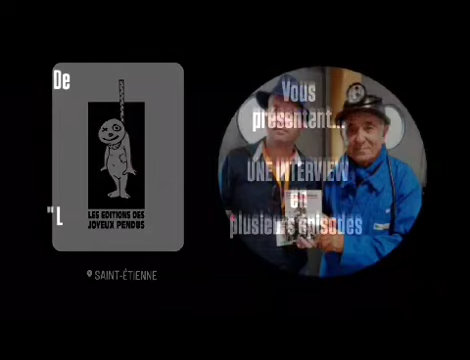 De
"L
LES EDITIONS DES
JOYEUX PENDUS
SAINT-ÉTIENNE
Vous
présentent...
UNE INTERVIEW
en
plusieurs épisodes